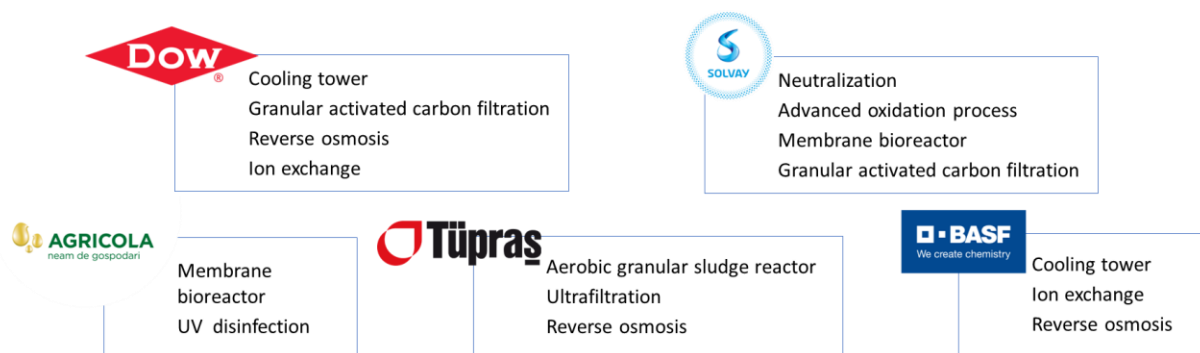 Dow
®
Cooling tower
Granular activated carbon filtration
Reverse osmosis
Ion exchange
SOLVAY
Neutralization
Advanced oxidation process
Membrane bioreactor
Granular activated carbon filtration
AGRICOLA
neam de gospodari
Membrane
bioreactor
UV disinfection
Tüpraş
Aerobic granular sludge reactor
Ultrafiltration
Reverse osmosis
BASF
We create chemistry
Cooling tower
Ion exchange
Reverse osmosis